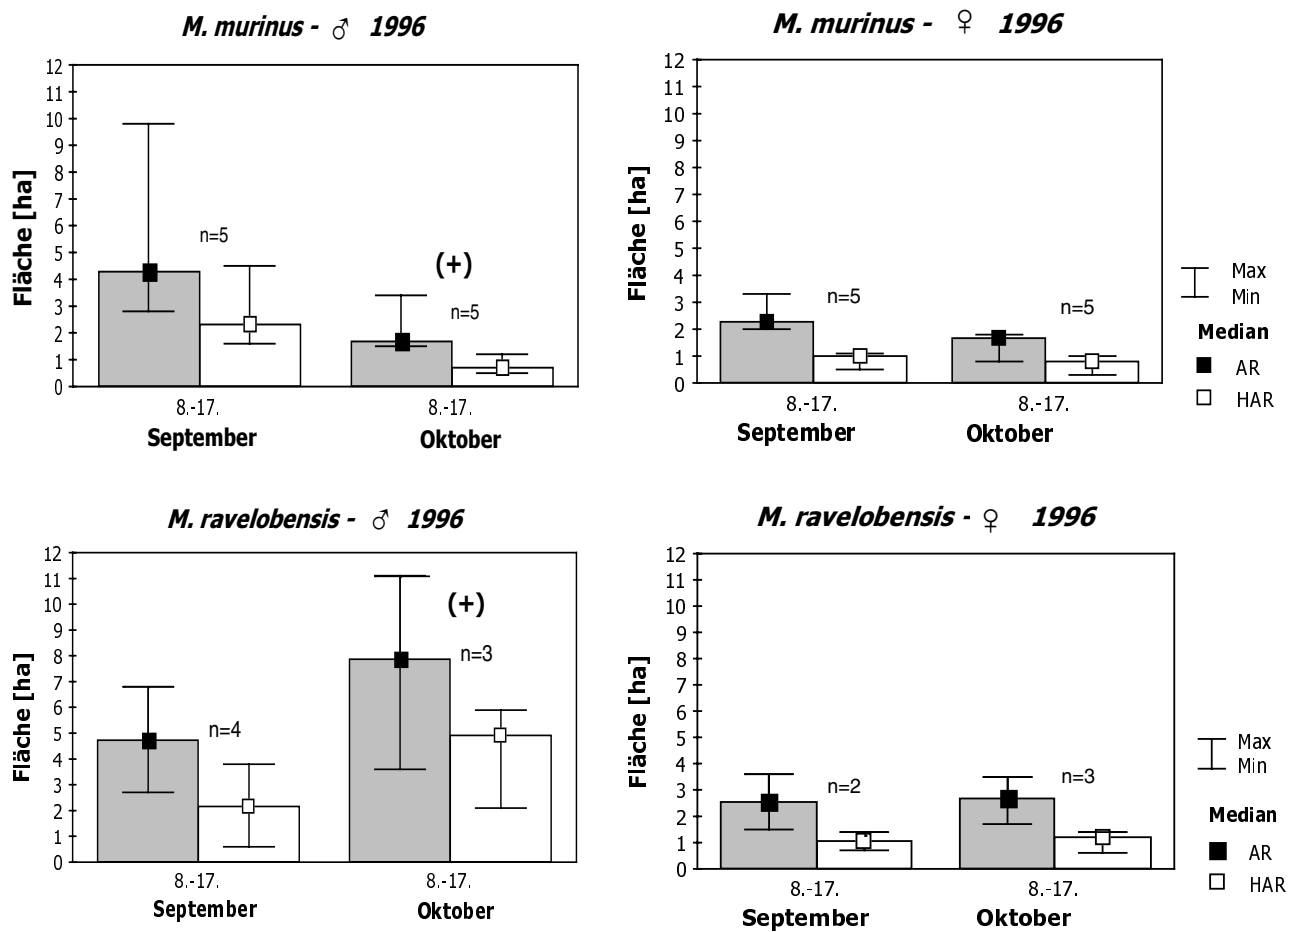 M. murinus - ♂ 1996
Fläche [ha]
12
11
10
9
8
7
6
5
4
3
2
1
0
n=5
(+)
n=5
8.-17.
8.-17.
September
Oktober
M. murinus - ♀ 1996
Fläche [ha]
12
11
10
9
8
7
6
5
4
3
2
1
0
n=5
n=5
8.-17.
8.-17.
September
Oktober
Max
Min
Median
AR
HAR
M. ravelobensis - ♂ 1996
Fläche [ha]
12
11
10
9
8
7
6
5
4
3
2
1
0
n=4
(+)
n=3
8.-17.
8.-17.
September
Oktober
M. ravelobensis - ♀ 1996
Fläche [ha]
12
11
10
9
8
7
6
5
4
3
2
1
0
n=2
n=3
8.-17.
8.-17.
September
Oktober
Max
Min
Median
AR
HAR